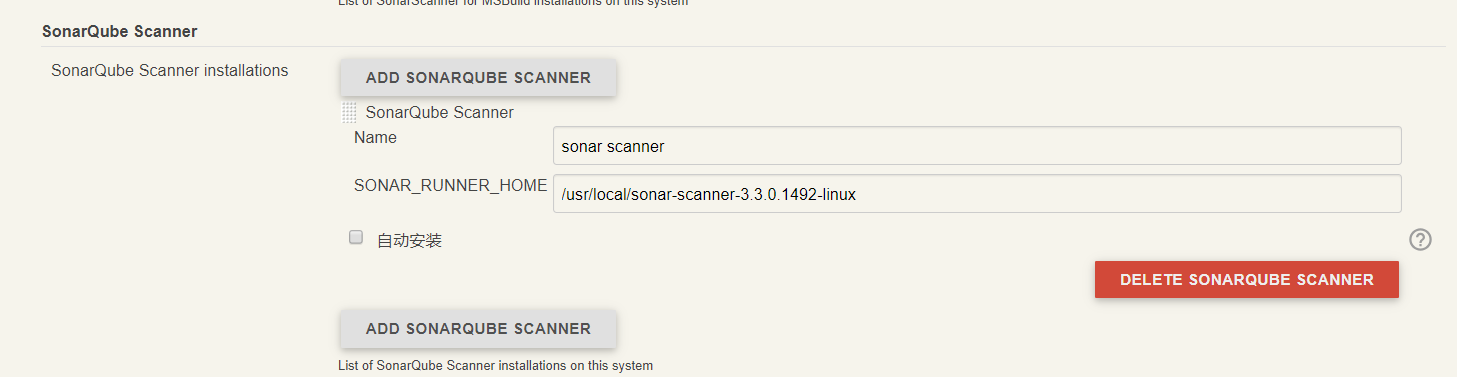 List of SonarScanner for MSBuild installations on this system
SonarQube Scanner
SonarQube Scanner installations
ADD SONARQUBE SCANNER
SonarQube Scanner
Name
sonar scanner
SONAR_RUNNER_HOME
/usr/local/sonar-scanner-3.3.0.1492-linux
自动安装
?
DELETE SONARQUBE SCANNER
ADD SONARQUBE SCANNER
List of SonarQube Scanner installations on this system